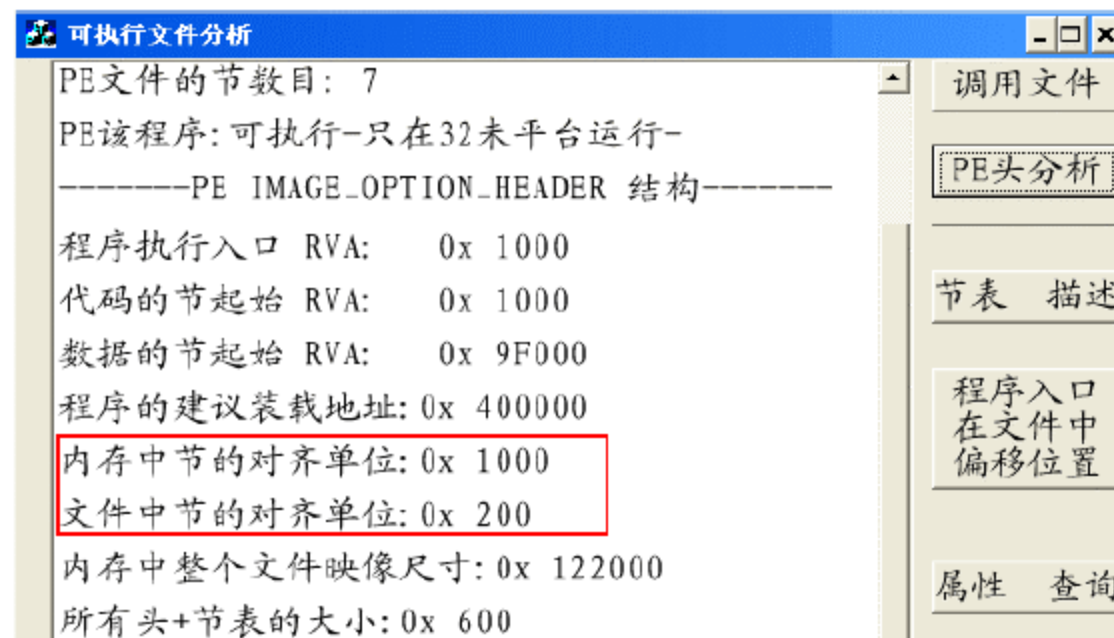 可执行文件分析
PE文件的节数目: 7
PE该程序:可执行-只在32未平台运行-
-------PE IMAGE_OPTION_HEADER 结构-------
程序执行入口 RVA: 0x 1000
代码的节起始 RVA: 0x 1000
数据的节起始 RVA: 0x 9F000
程序的建议装载地址:0x 400000
内存中节的对齐单位:0x 1000
文件中节的对齐单位:0x 200
内存中整个文件映像尺寸:0x 122000
所有头+节表的大小:0x 600
调用文件
PE头分析
节表 描述
程序入口
在文件中
偏移位置
属性 查询